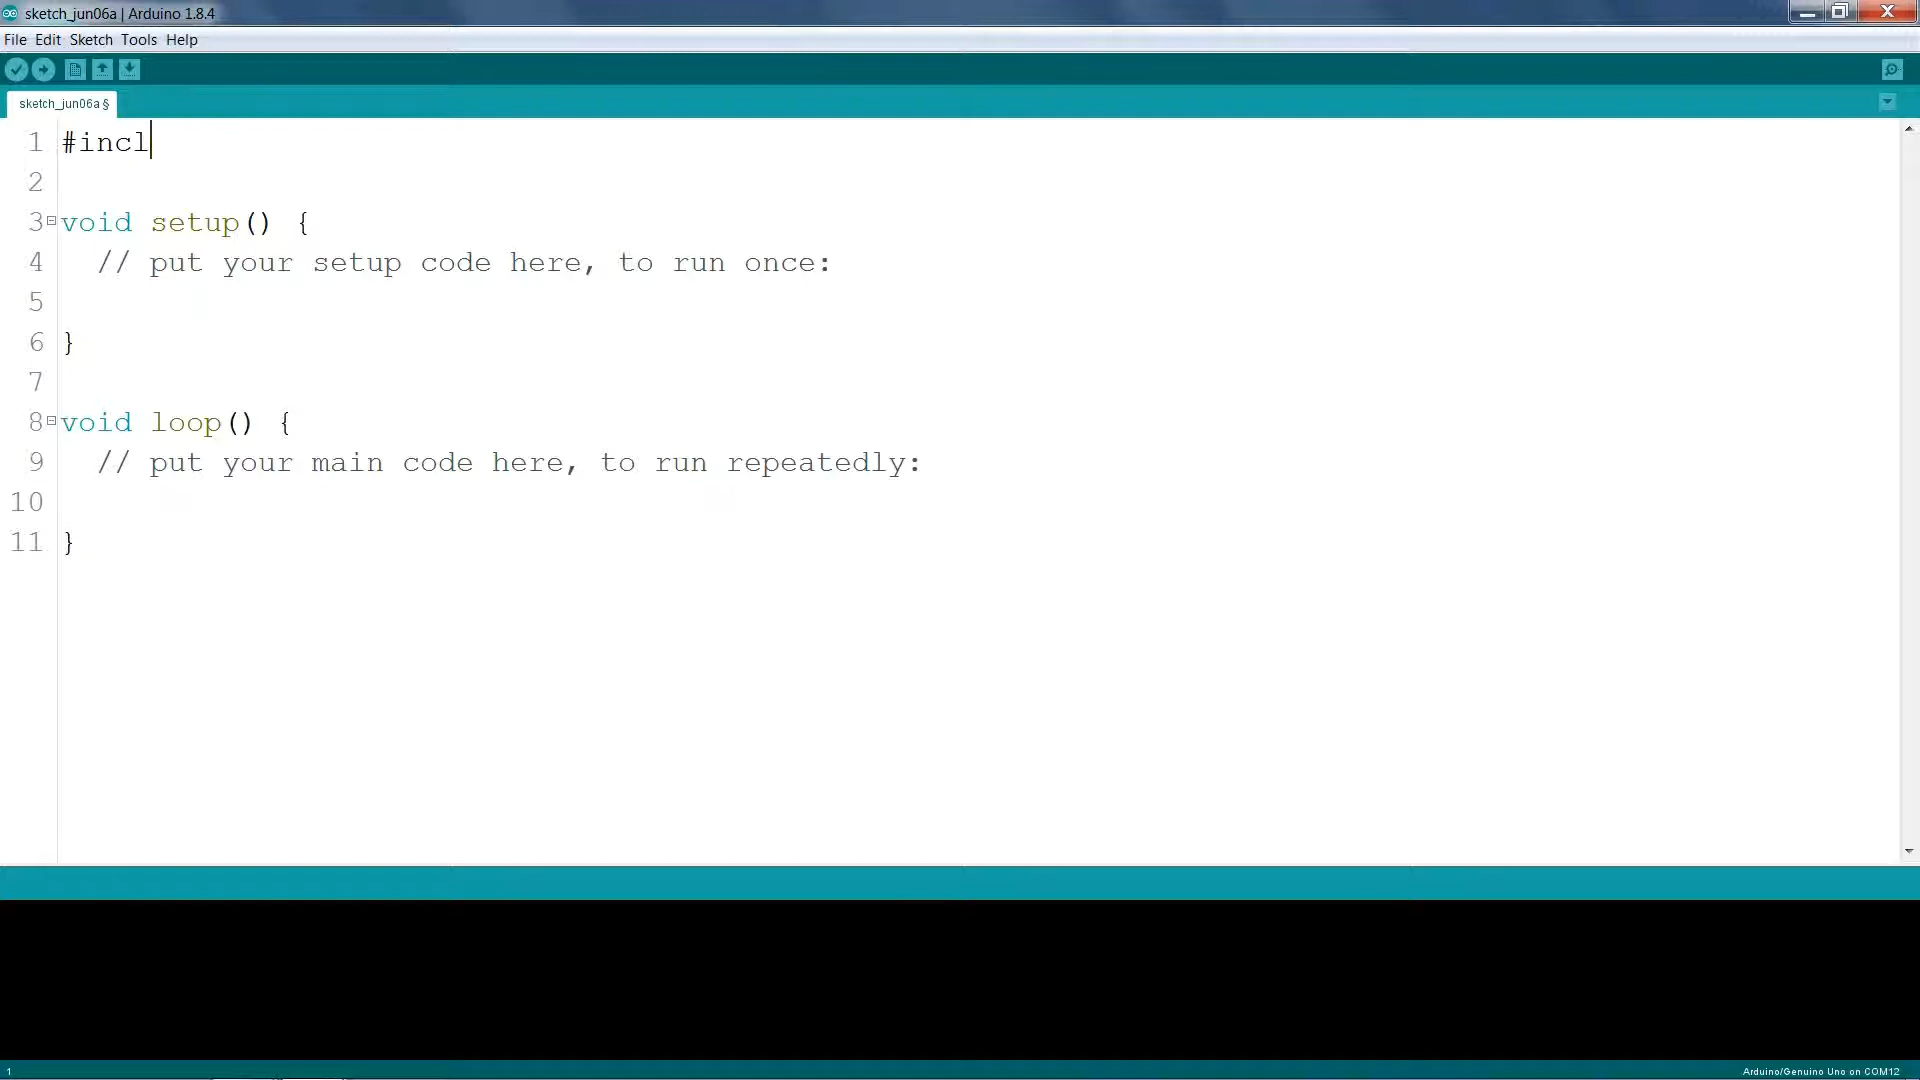 sketch_jun06a | Arduino 1.8.4
File Edit Sketch Tools Help
sketch_jun06a §
1 #incl
2
3 void setup() {
4 // put your setup code here, to run once:
5
6 }
7
8 void loop() {
9 // put your main code here, to run repeatedly:
10
11 }
1 Arduino/Genuino Uno on COM12